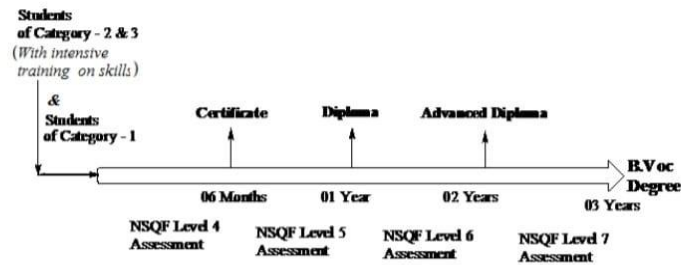 Students
of Category - 2 & 3
(With intensive
training on skills)
&
Students
of Category - 1
Certificate
Diploma
Advanced Diploma
B.Voc
Degree
06 Months
01 Year
02 Years
03 Years
NSQF Level 4
Assessment
NSQF Level 5
Assessment
NSQF Level 6
Assessment
NSQF Level 7
Assessment